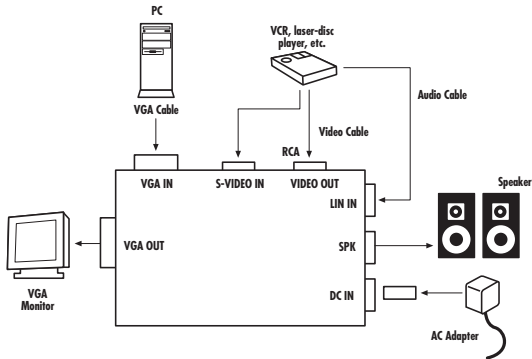 PC
VCR, laser-disc
player, etc.
VGA Cable
Audio Cable
Video Cable
RCA
VGA IN
S-VIDEO IN
VIDEO OUT
LIN IN
Speaker
VGA OUT
SPK
VGA
Monitor
DC IN
AC Adapter